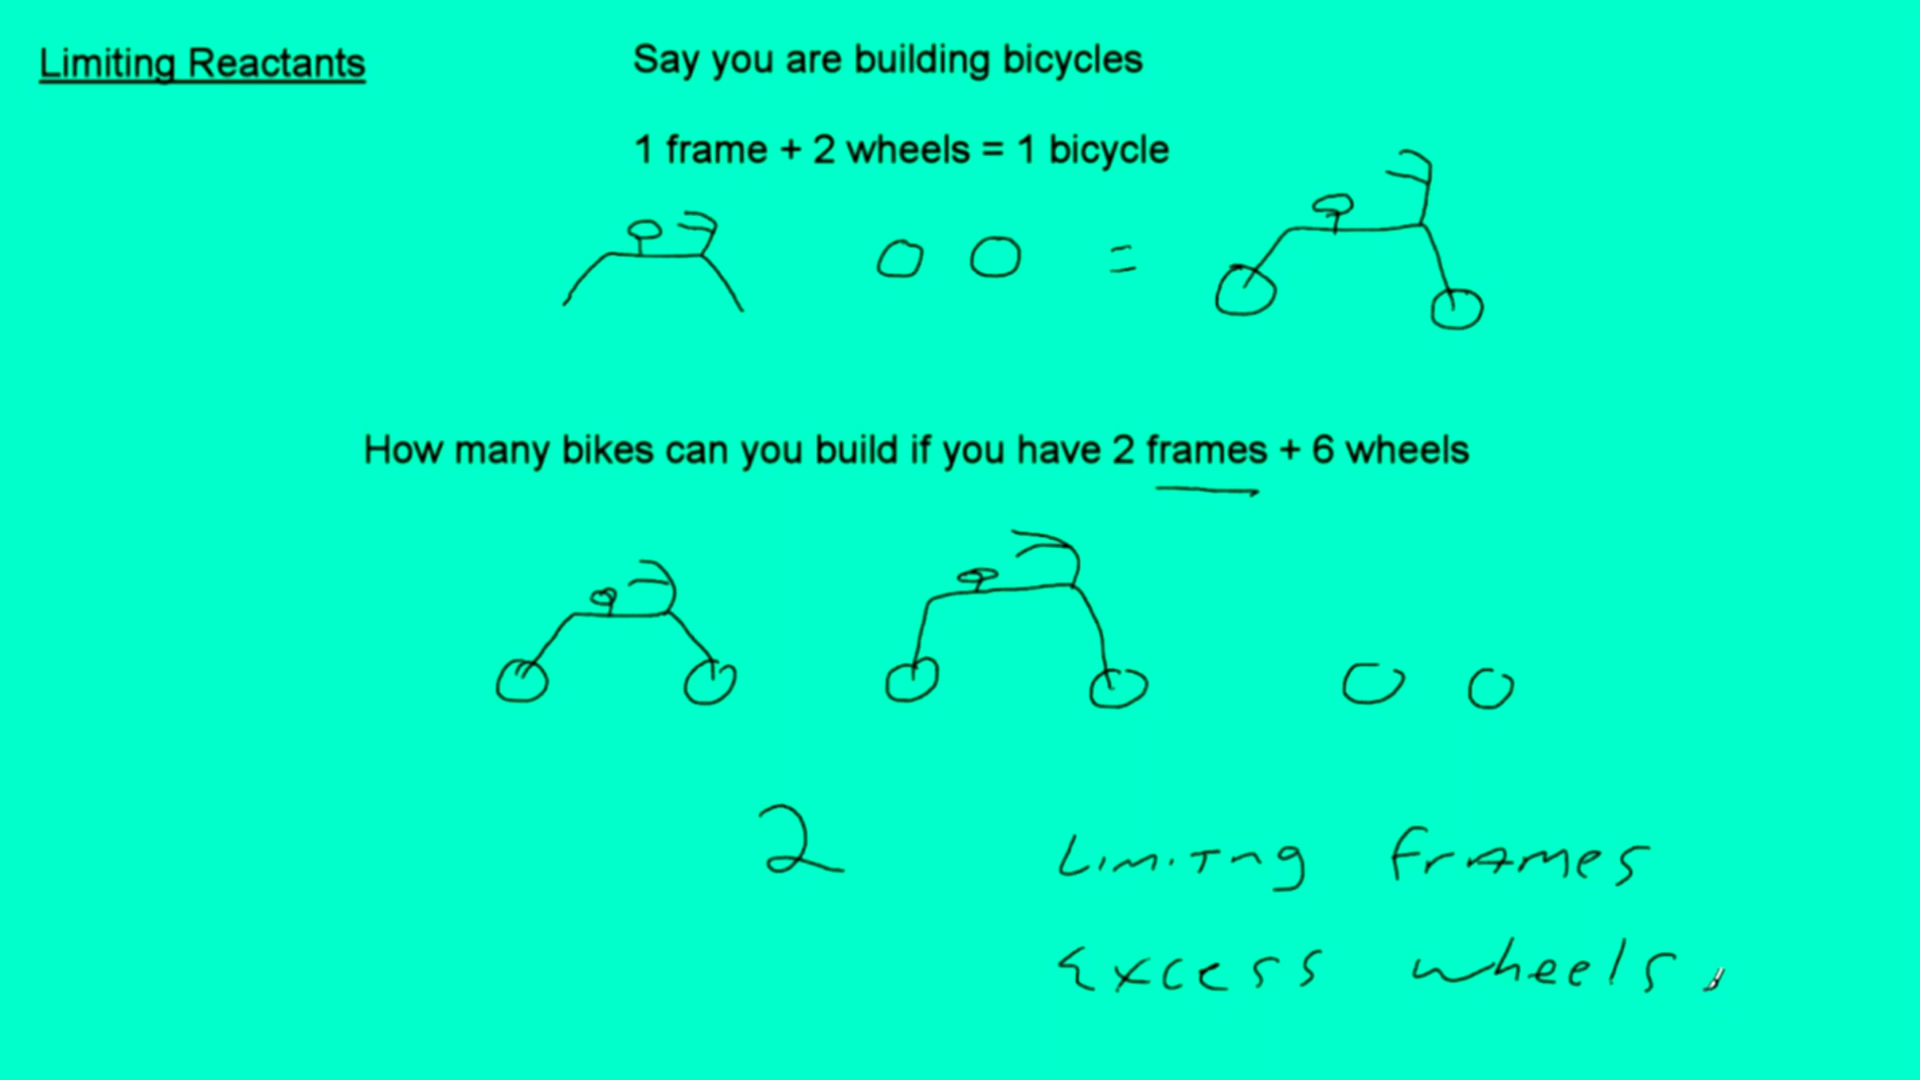 Limiting Reactants
Say you are building bicycles
1 frame + 2 wheels = 1 bicycle
=
How many bikes can you build if you have 2 frames + 6 wheels
2
Limitng frames
Excess wheels